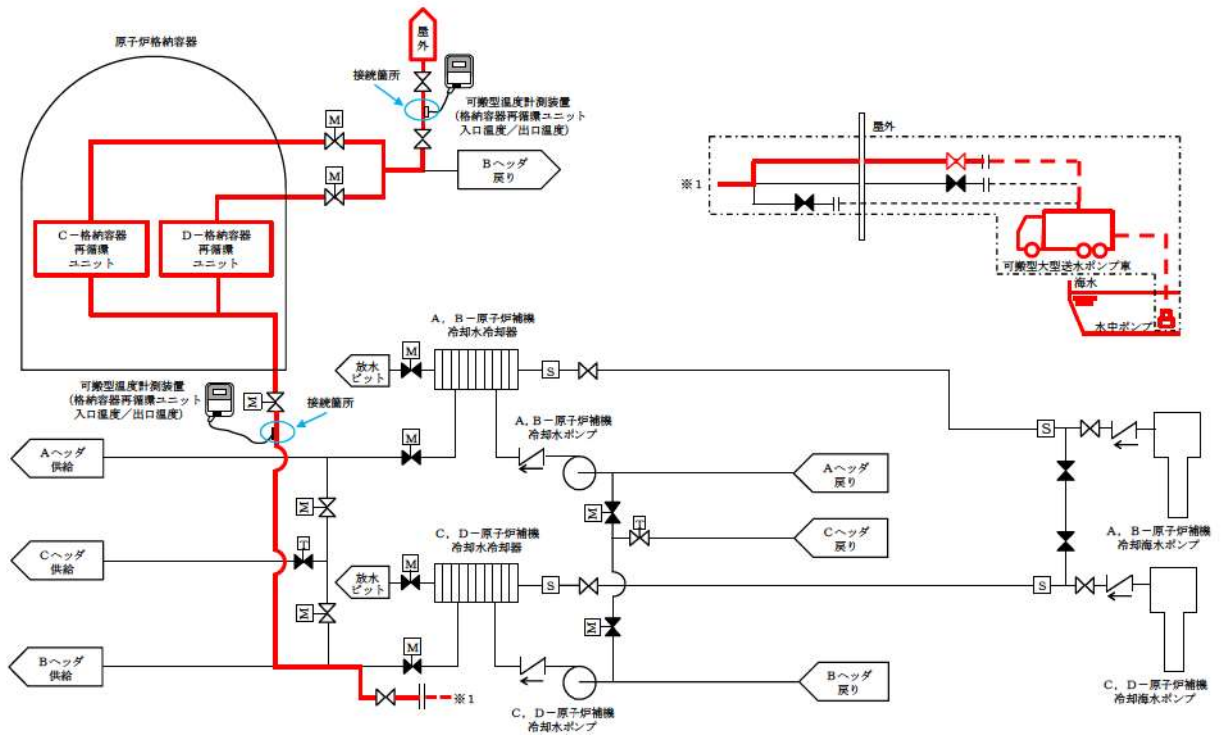 原子炉格納容器
屋
外
接続箇所
可搬型温度計測装置
(格納容器再循環ユニット
入口温度／出口温度)
M
M
Bヘッダ
戻り
C－格納容器
再循環
ユニット
D－格納容器
再循環
ユニット
屋外
※1
可搬型大型送水ポンプ車
海水
水中ポンプ
A，B－原子炉補機
冷却水冷却器
放水
ピット
M
S
可搬型温度計測装置
(格納容器再循環ユニット
入口温度／出口温度)
M
接続箇所
A，B－原子炉補機
冷却水ポンプ
S
Aヘッダ
供給
M
Aヘッダ
戻り
M
M
Cヘッダ
供給
T
C，D－原子炉補機
冷却水冷却器
T
Cヘッダ
戻り
A，B－原子炉補機
冷却海水ポンプ
放水
ピット
M
S
S
M
M
Bヘッダ
供給
M
Bヘッダ
戻り
※1
C，D－原子炉補機
冷却水ポンプ
C，D－原子炉補機
冷却海水ポンプ